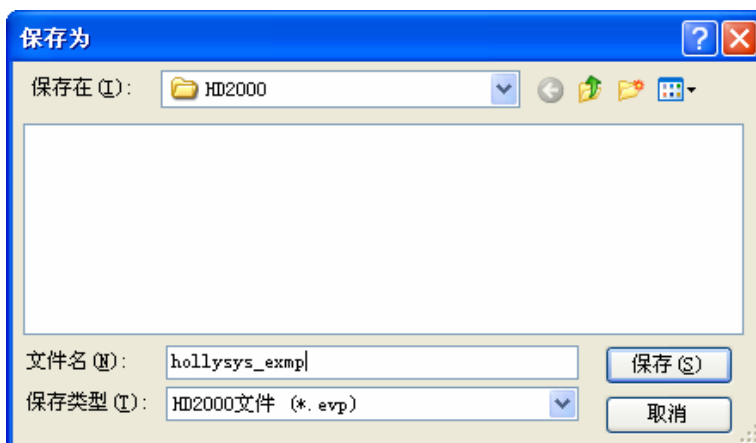 保存为
保存在(I): HD2000
文件名(N): hollysys_exmp 保存(S)
保存类型(T): HD2000文件 (*.evp) 取消